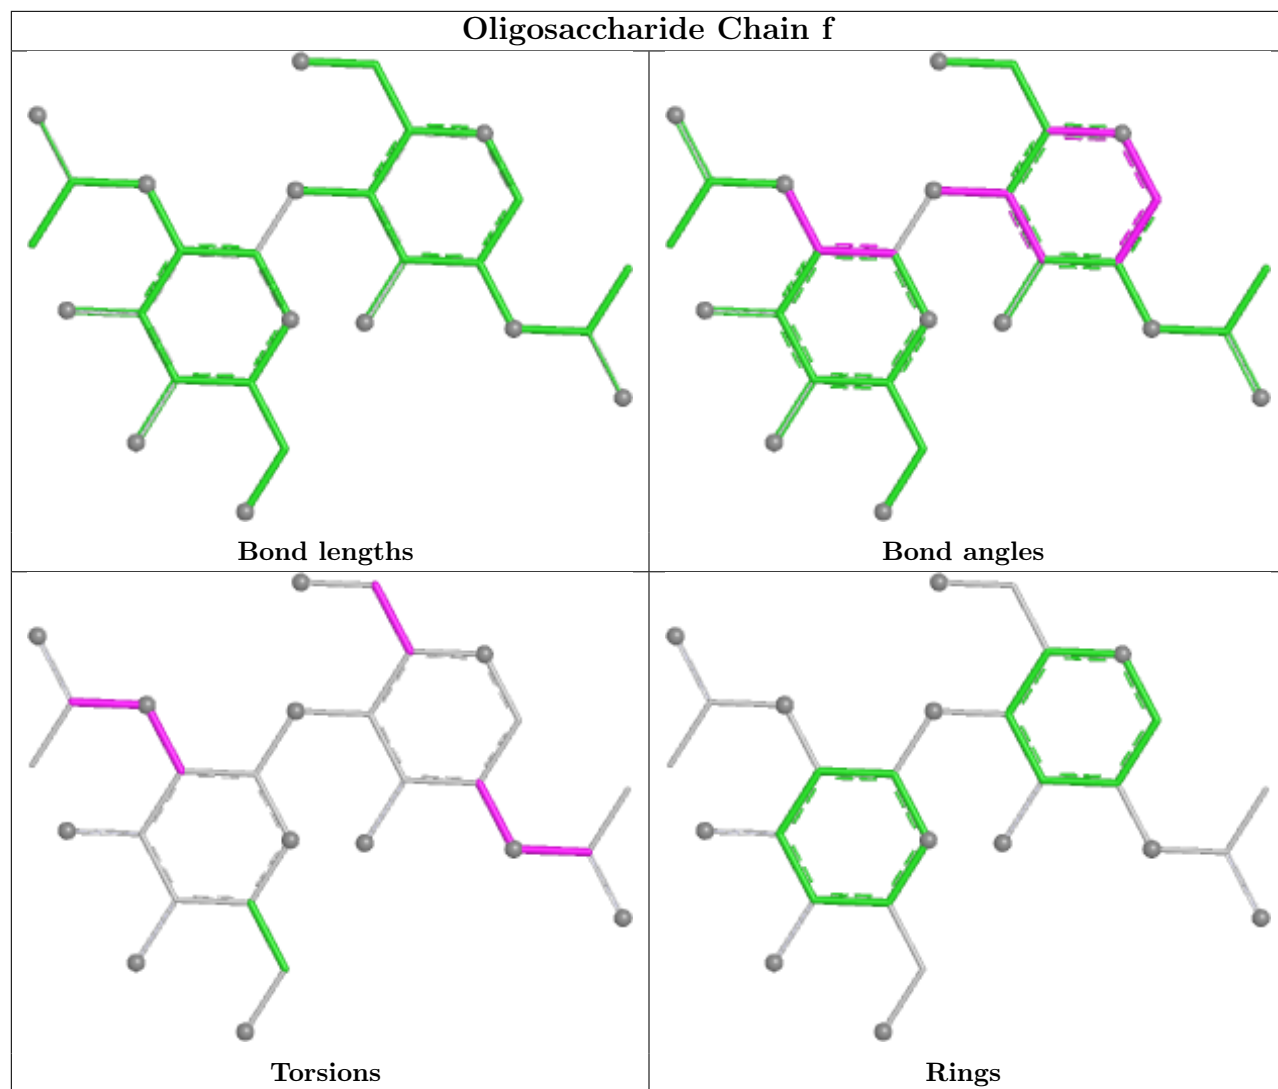 Oligosaccharide Chain f
Bond lengths
Bond angles
Torsions
Rings